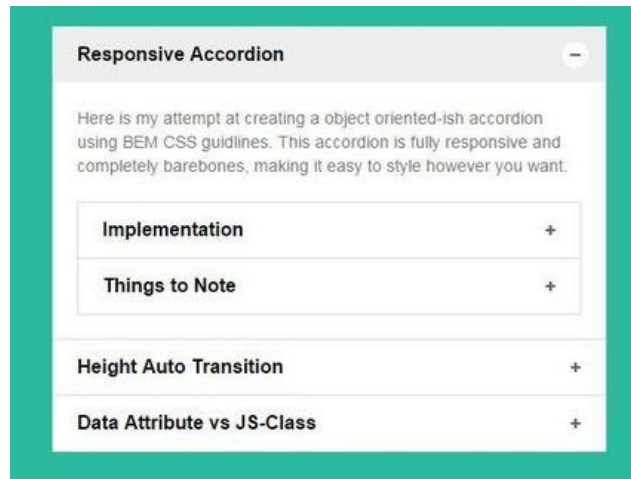 Responsive Accordion −
Here is my attempt at creating a object oriented-ish accordion
using BEM CSS guidlines. This accordion is fully responsive and
completely barebones, making it easy to style however you want.
Implementation +
Things to Note +
Height Auto Transition +
Data Attribute vs JS-Class +